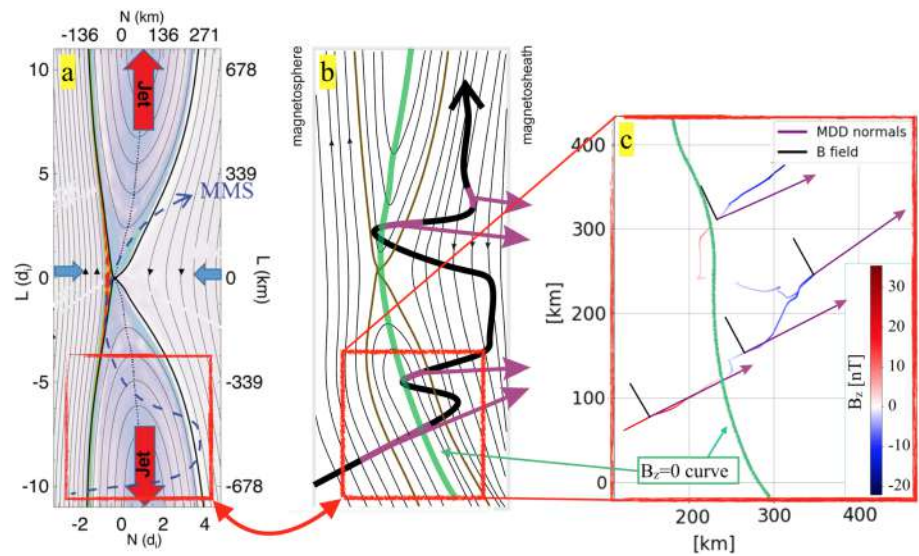 N (km)
-136 0 136 271
a
b
c
10
5
0
-5
-10
L (dᵢ)
678
339
0
-339
-678
L (km)
Jet
MMS
Jet
-2 0 2 4
N (dᵢ)
magnetosphere
magnetosheath
B_z=0 curve
MDD normals
B field
400
300
200
100
0
[km]
200 300 400
[km]
30
20
10
0
-10
-20
B_z [nT]